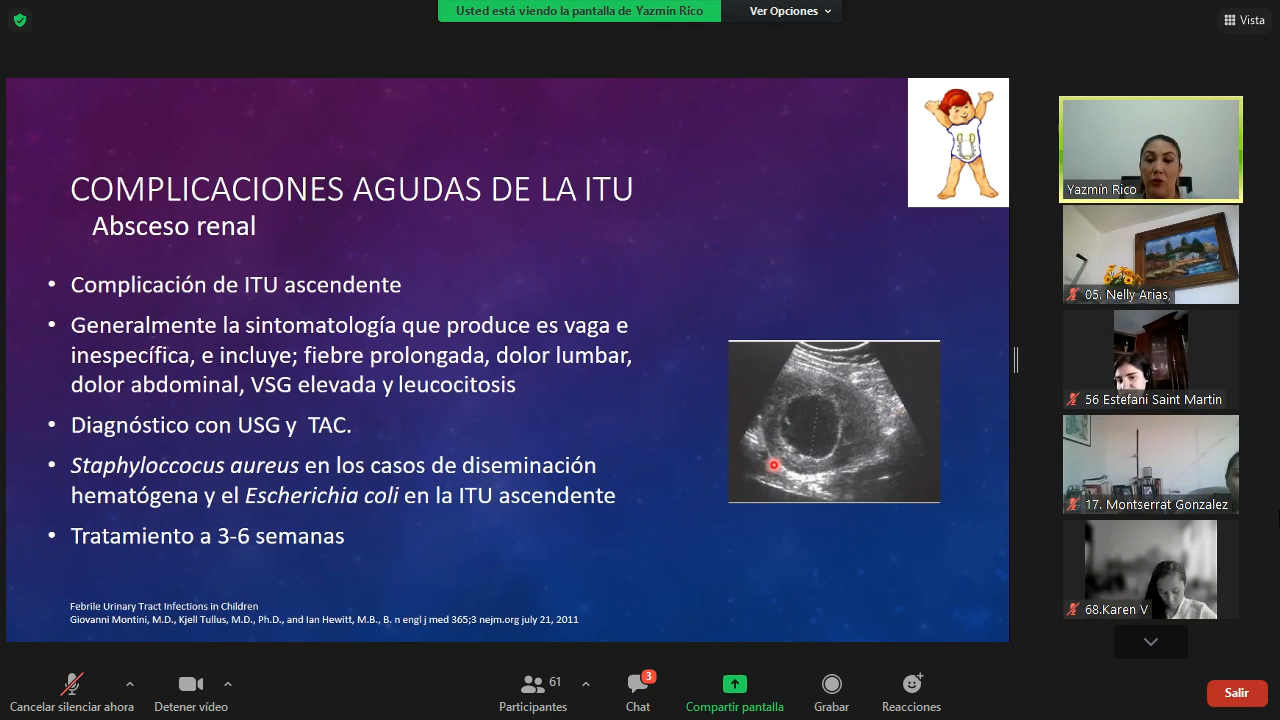 Usted está viendo la pantalla de Yazmín Rico
Ver Opciones
Vista
COMPLICACIONES AGUDAS DE LA ITU
Absceso renal
• Complicación de ITU ascendente
• Generalmente la sintomatología que produce es vaga e
inespecífica, e incluye; fiebre prolongada, dolor lumbar,
dolor abdominal, VSG elevada y leucocitosis
• Diagnóstico con USG y TAC.
• Staphyloccocus aureus en los casos de diseminación
hematógena y el Escherichia coli en la ITU ascendente
• Tratamiento a 3-6 semanas
Febrile Urinary Tract Infections in Children
Giovanni Montini, M.D., Kjell Tullus, M.D., Ph.D., and Ian Hewitt, M.B., B. n engl j med 365;3 nejm.org july 21, 2011
Yazmín Rico
05. Nelly Arias,
56 Estefani Saint Martin
17. Montserrat Gonzalez
68.Karen V
Cancelar silenciar ahora
Detener vídeo
61
Participantes
3
Chat
Compartir pantalla
Grabar
Reacciones
Salir